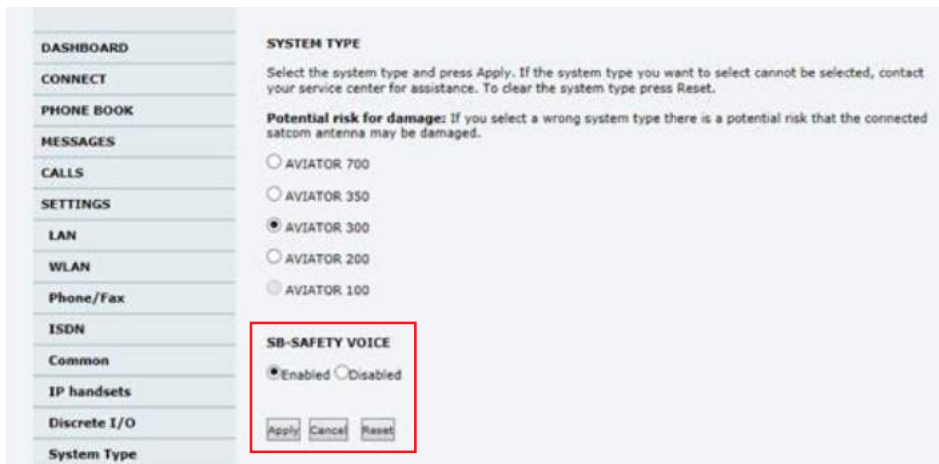 DASHBOARD
CONNECT
PHONE BOOK
MESSAGES
CALLS
SETTINGS
LAN
WLAN
Phone/Fax
ISDN
Common
IP handsets
Discrete I/O
System Type
SYSTEM TYPE
Select the system type and press Apply. If the system type you want to select cannot be selected, contact
your service center for assistance. To clear the system type press Reset.
Potential risk for damage: If you select a wrong system type there is a potential risk that the connected
satcom antenna may be damaged.
AVIATOR 700
AVIATOR 350
AVIATOR 300
AVIATOR 200
AVIATOR 100
SB-SAFETY VOICE
Enabled Disabled
Apply Cancel Reset